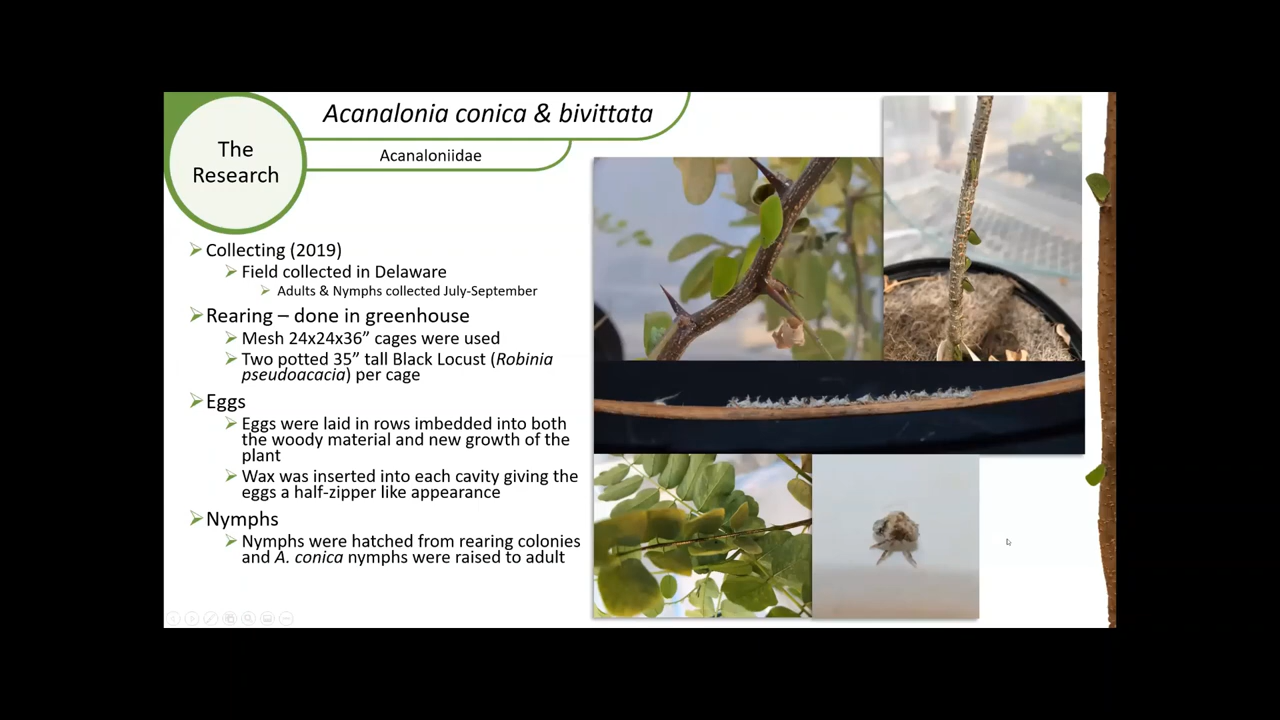 Acanalonia conica & bivittata
The
Research
Acanaloniidae
Collecting (2019)
Field collected in Delaware
Adults & Nymphs collected July-September
Rearing – done in greenhouse
Mesh 24x24x36” cages were used
Two potted 35” tall Black Locust (Robinia
pseudoacacia) per cage
Eggs
Eggs were laid in rows imbedded into both
the woody material and new growth of the
plant
Wax was inserted into each cavity giving the
eggs a half-zipper like appearance
Nymphs
Nymphs were hatched from rearing colonies
and A. conica nymphs were raised to adult